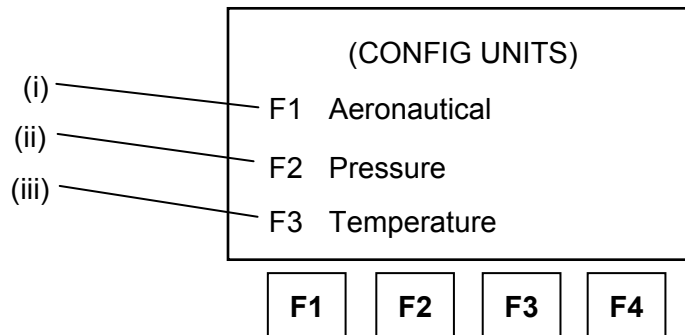 (CONFIG UNITS)
(i) F1 Aeronautical
(ii) F2 Pressure
(iii) F3 Temperature
F1 F2 F3 F4